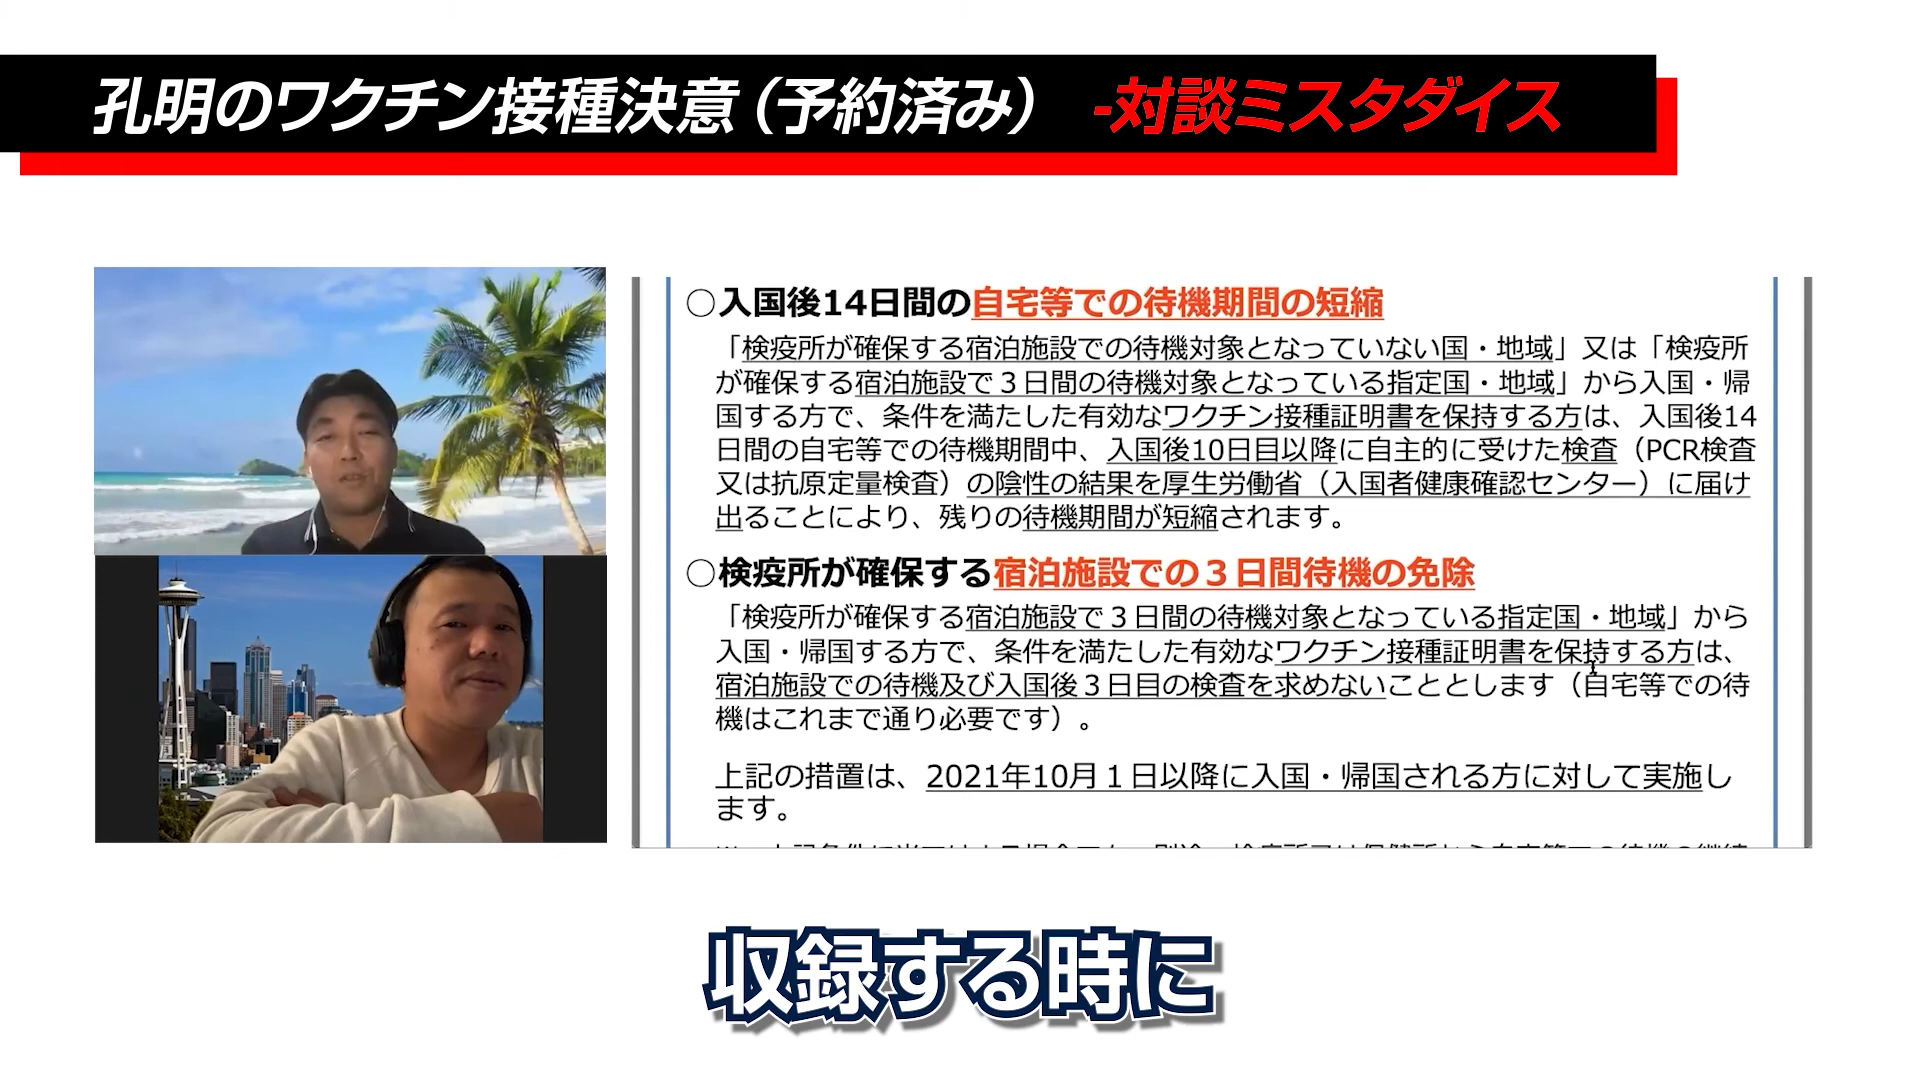 孔明のワクチン接種決意（予約済み） -対談ミスタダイス
○入国後14日間の自宅等での待機期間の短縮
「検疫所が確保する宿泊施設での待機対象となっていない国・地域」又は「検疫所
が確保する宿泊施設で３日間の待機対象となっている指定国・地域」から入国・帰
国する方で、条件を満たした有効なワクチン接種証明書を保持する方は、入国後14
日間の自宅等での待機期間中、入国後10日目以降に自主的に受けた検査（PCR検査
又は抗原定量検査）の陰性の結果を厚生労働省（入国者健康確認センター）に届け
出ることにより、残りの待機期間が短縮されます。
○検疫所が確保する宿泊施設での３日間待機の免除
「検疫所が確保する宿泊施設で３日間の待機対象となっている指定国・地域」から
入国・帰国する方で、条件を満たした有効なワクチン接種証明書を保持する方は、
宿泊施設での待機及び入国後３日目の検査を求めないこととします（自宅等での待
機はこれまで通り必要です）。
上記の措置は、2021年10月１日以降に入国・帰国される方に対して実施し
ます。
収録する時に